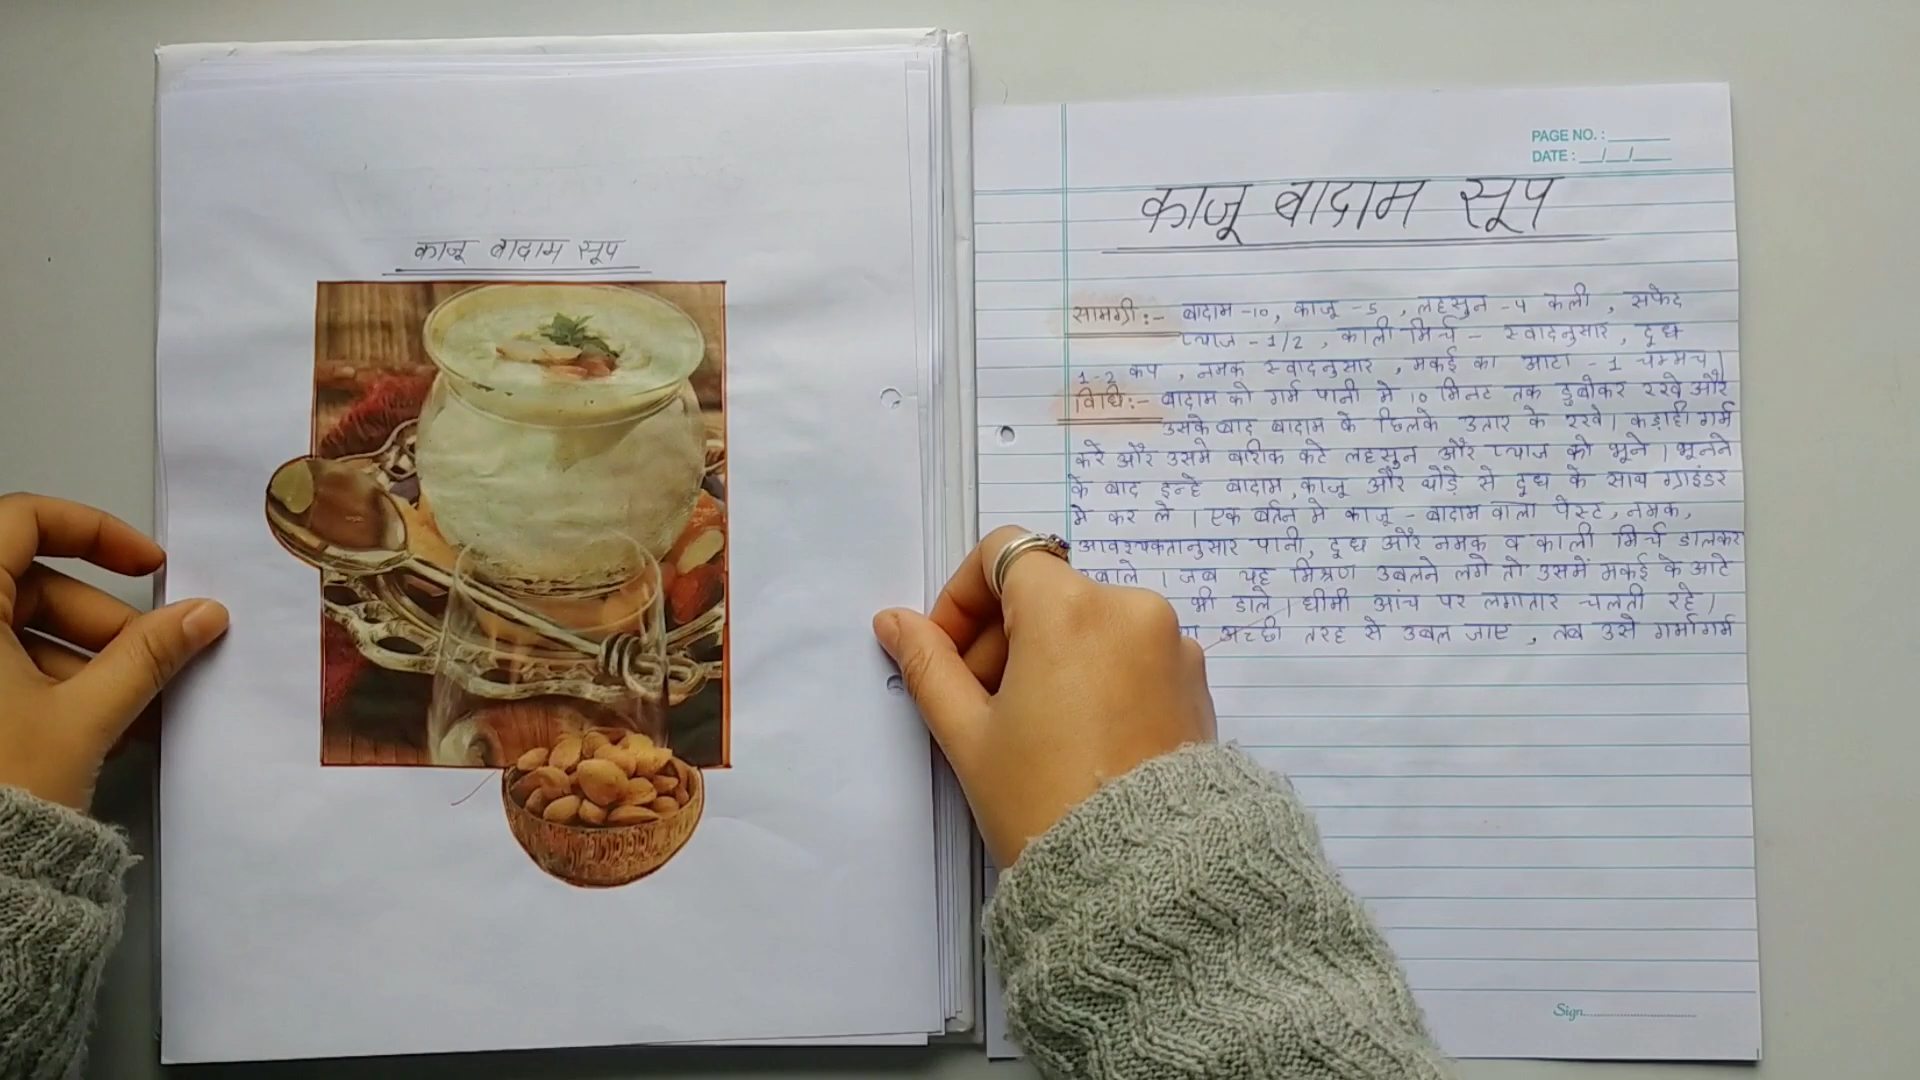 काजू बादाम सूप
PAGE NO. :
DATE : __/__/__
काजू बादाम सूप
सामग्री :- बादाम -10, काजू -5 , लहसुन -4 कली , सफेद
प्याज - 1/2 , काली मिर्च - स्वादनुसार , दूध
1-2 कप , नमक स्वादनुसार , मकई का आटा - 1 चम्मच।
विधि :- बादाम को गर्म पानी मे 10 मिनट तक डुबोकर रखे और
उसके बाद बादाम के छिलके उतार के रखे। कड़ाही गर्म
करे और उसमे बारीक कटे लहसुन और प्याज को भूने । भूनने
के बाद इन्हे बादाम, काजू और थोड़े से दूध के साथ ग्राइंडर
मे कर ले । एक बर्तन मे काजू - बादाम वाला पेस्ट, नमक,
आवश्यकतानुसार पानी, दूध और नमक व काली मिर्च डालकर
उबाले । जब यह मिश्रण उबलने लगे तो उसमें मकई के आटे
भी डाले। धीमी आंच पर लगातार चलती रहे।
अच्छी तरह से उबल जाए , तब उसे गर्मागर्म
Sign